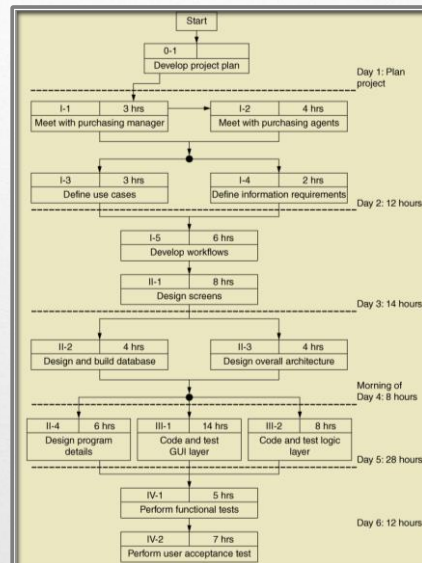 Start
0-1
Develop project plan
Day 1: Plan
project
I-1 3 hrs
Meet with purchasing manager
I-2 4 hrs
Meet with purchasing agents
I-3 3 hrs
Define use cases
I-4 2 hrs
Define information requirements
Day 2: 12 hours
I-5 6 hrs
Develop workflows
II-1 8 hrs
Design screens
Day 3: 14 hours
II-2 4 hrs
Design and build database
II-3 4 hrs
Design overall architecture
Morning of
Day 4: 8 hours
II-4 6 hrs
Design program
details
III-1 14 hrs
Code and test
GUI layer
III-2 8 hrs
Code and test logic
layer
Day 5: 28 hours
IV-1 5 hrs
Perform functional tests
Day 6: 12 hours
IV-2 7 hrs
Perform user acceptance test